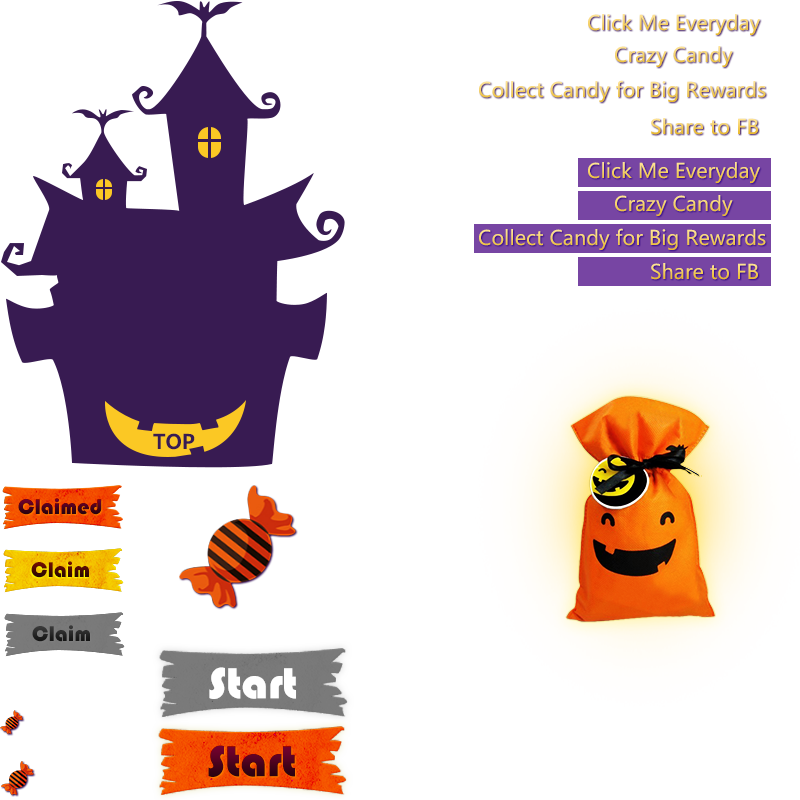 Click Me Everyday
Crazy Candy
Collect Candy for Big Rewards
Share to FB
Click Me Everyday
Crazy Candy
Collect Candy for Big Rewards
Share to FB
TOP
Claimed
Claim
Claim
Start
Start